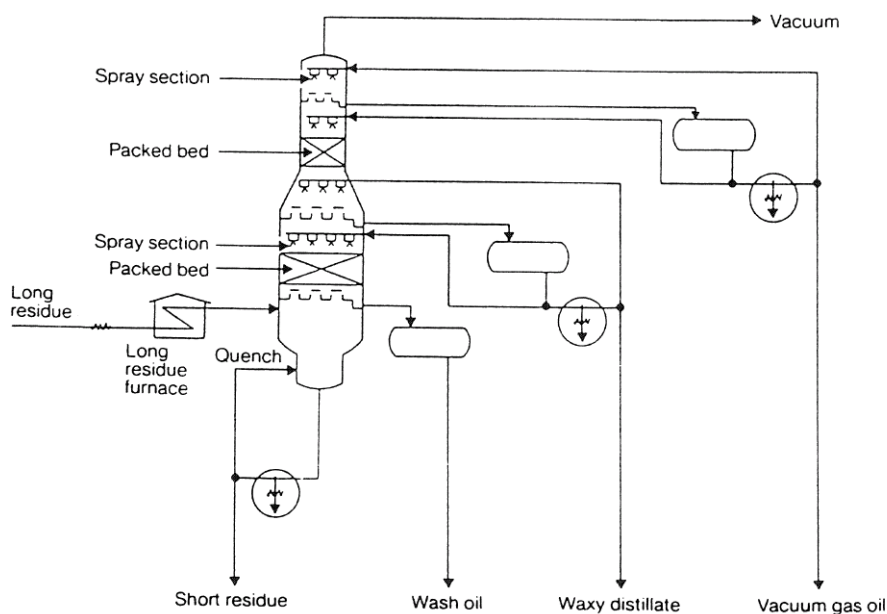 Vacuum
Spray section
Packed bed
Spray section
Packed bed
Long
residue
Long
residue
furnace
Quench
Short residue
Wash oil
Waxy distillate
Vacuum gas oil